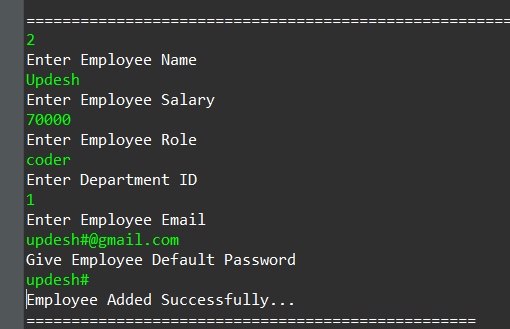 ===================================================
2
Enter Employee Name
Updesh
Enter Employee Salary
70000
Enter Employee Role
coder
Enter Department ID
1
Enter Employee Email
updesh#@gmail.com
Give Employee Default Password
updesh#
Employee Added Successfully...
==================================================